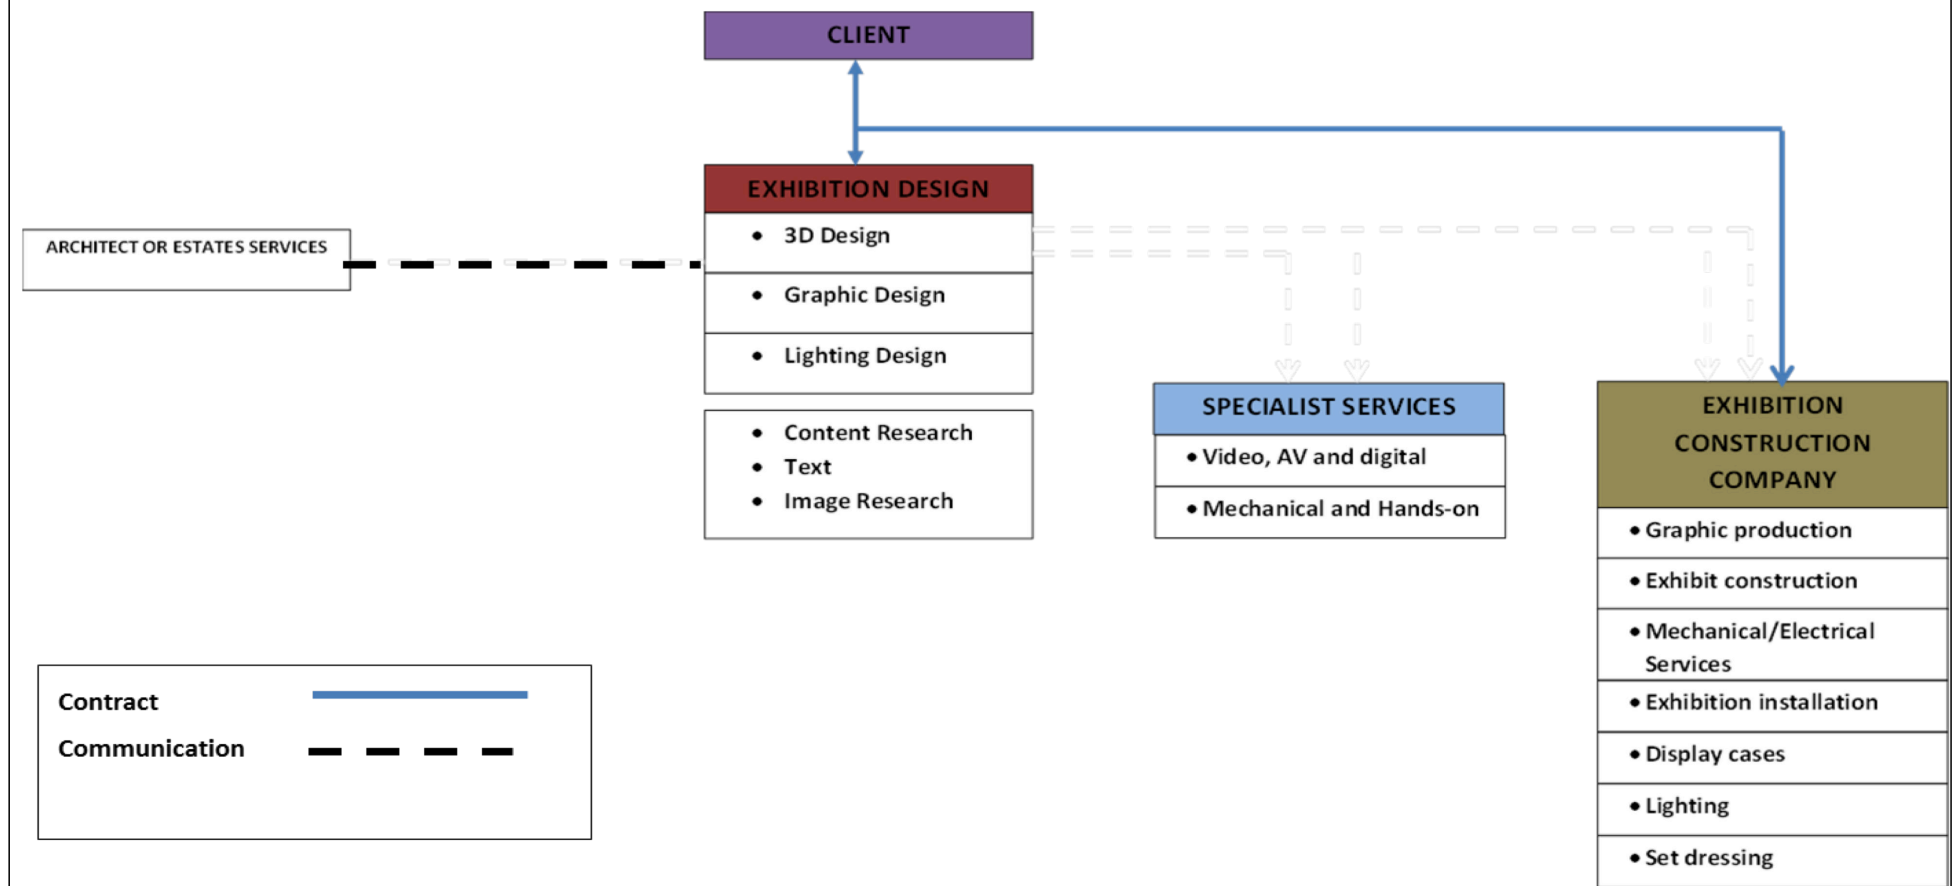 CLIENT
EXHIBITION DESIGN
• 3D Design
• Graphic Design
• Lighting Design
• Content Research
• Text
• Image Research
ARCHITECT OR ESTATES SERVICES
SPECIALIST SERVICES
• Video, AV and digital
• Mechanical and Hands-on
EXHIBITION
CONSTRUCTION
COMPANY
• Graphic production
• Exhibit construction
• Mechanical/Electrical
Services
• Exhibition installation
• Display cases
• Lighting
• Set dressing
Contract
Communication